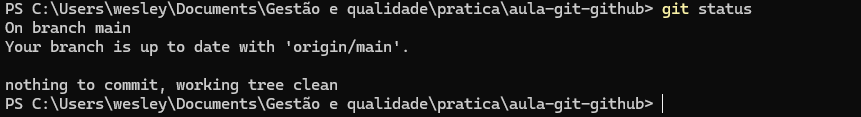 PS C:\Users\wesley\Documents\Gestão e qualidade\pratica\aula-git-github> git status
On branch main
Your branch is up to date with 'origin/main'.
nothing to commit, working tree clean
PS C:\Users\wesley\Documents\Gestão e qualidade\pratica\aula-git-github>